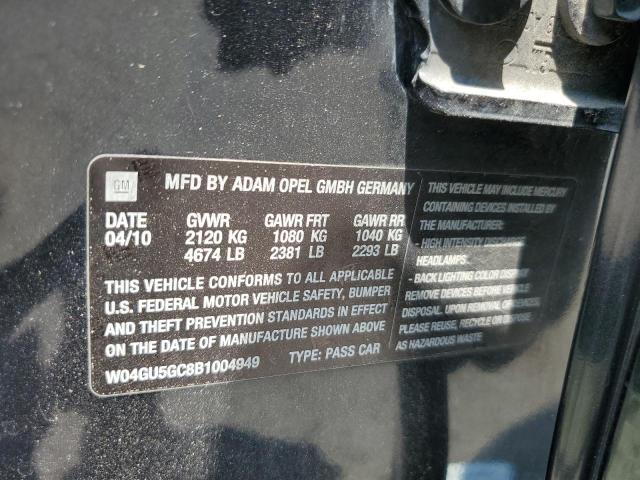 GM
MFD BY ADAM OPEL GMBH GERMANY
DATE GVWR GAWR FRT GAWR RR
04/10 2120 KG 1080 KG 1040 KG
4674 LB 2381 LB 2293 LB
THIS VEHICLE CONFORMS TO ALL APPLICABLE
U.S. FEDERAL MOTOR VEHICLE SAFETY, BUMPER
AND THEFT PREVENTION STANDARDS IN EFFECT
ON THE DATE OF MANUFACTURE SHOWN ABOVE
W04GU5GC8B1004949 TYPE: PASS CAR
THIS VEHICLE MAY INCLUDE MERCURY
CONTAINING DEVICES INSTALLED BY
THE MANUFACTURER:
- HIGH INTENSITY DISCHARGE
HEADLAMPS
- BACK LIGHTING COLOR DISPLAY
REMOVE DEVICES BEFORE VEHICLE
DISPOSAL. UPON REMOVAL OF DEVICES,
PLEASE REUSE, RECYCLE OR DISPOSE
AS HAZARDOUS WASTE